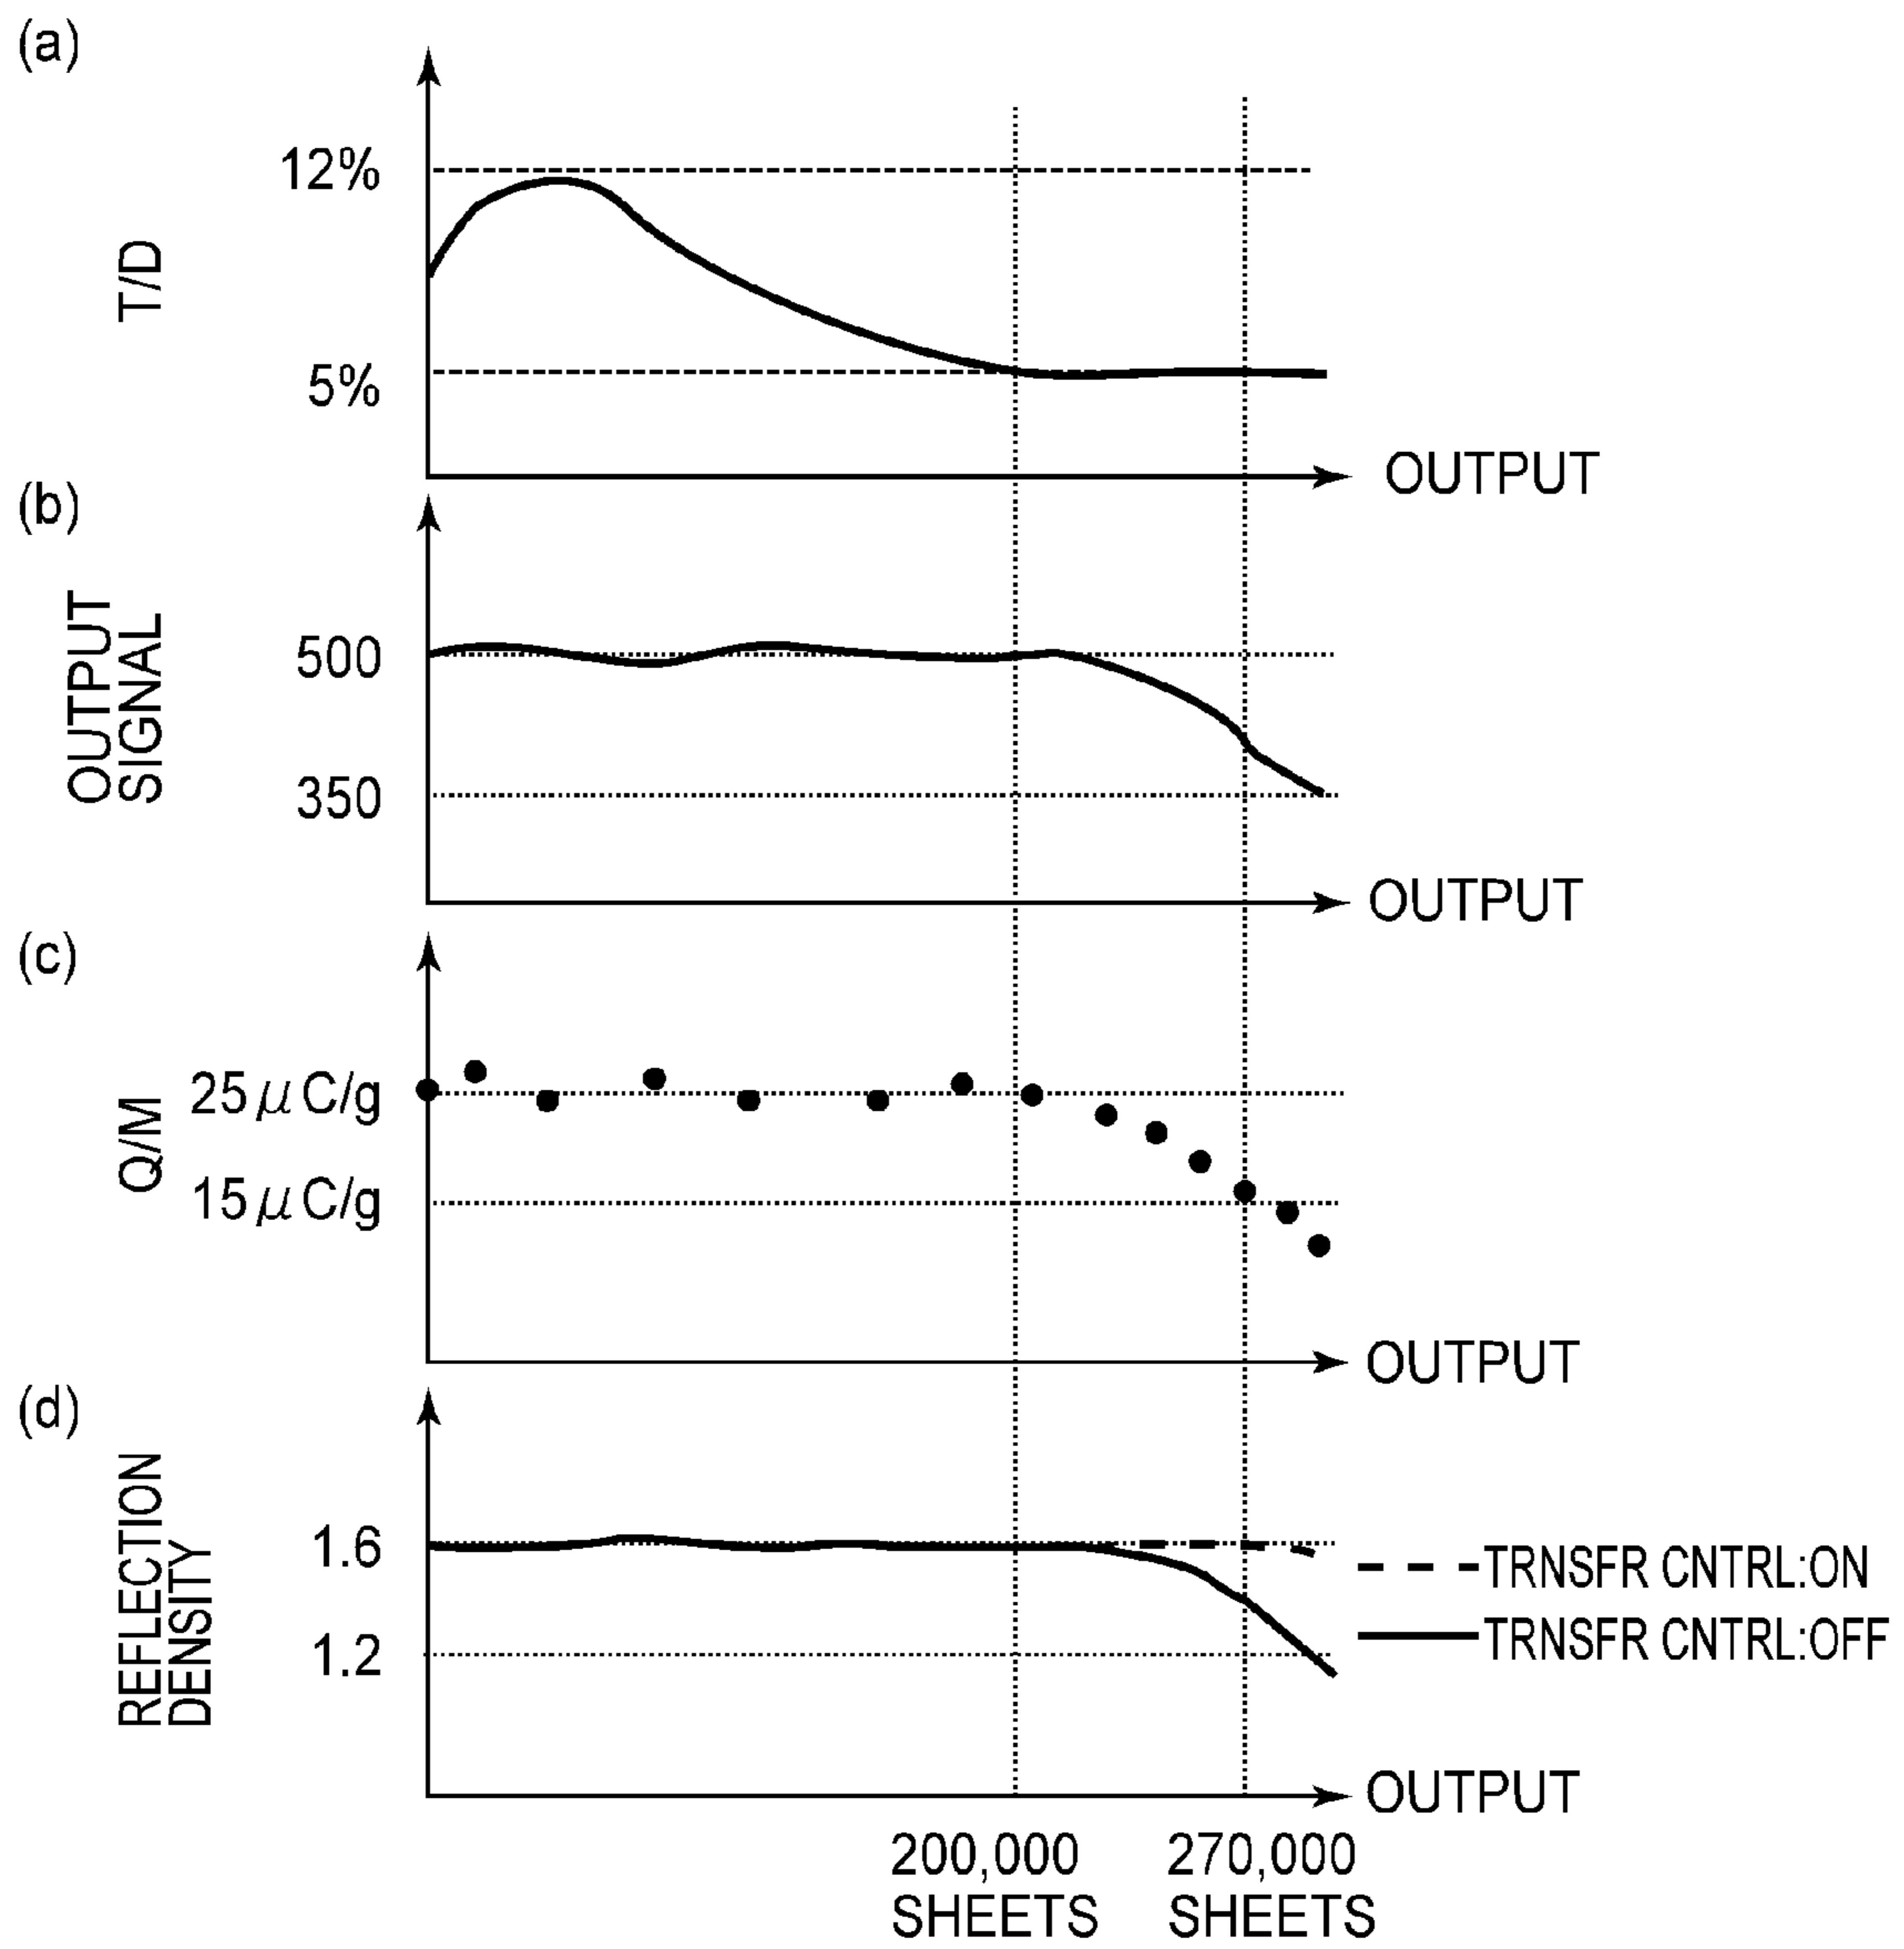 (a)
12%
T/D
5%
OUTPUT
(b)
OUTPUT
SIGNAL
500
350
OUTPUT
(c)
25μC/g
Q/M
15μC/g
OUTPUT
(d)
REFLECTION
DENSITY
1.6
1.2
TRNSFR CNTRL:ON
TRNSFR CNTRL:OFF
OUTPUT
200,000
SHEETS
270,000
SHEETS